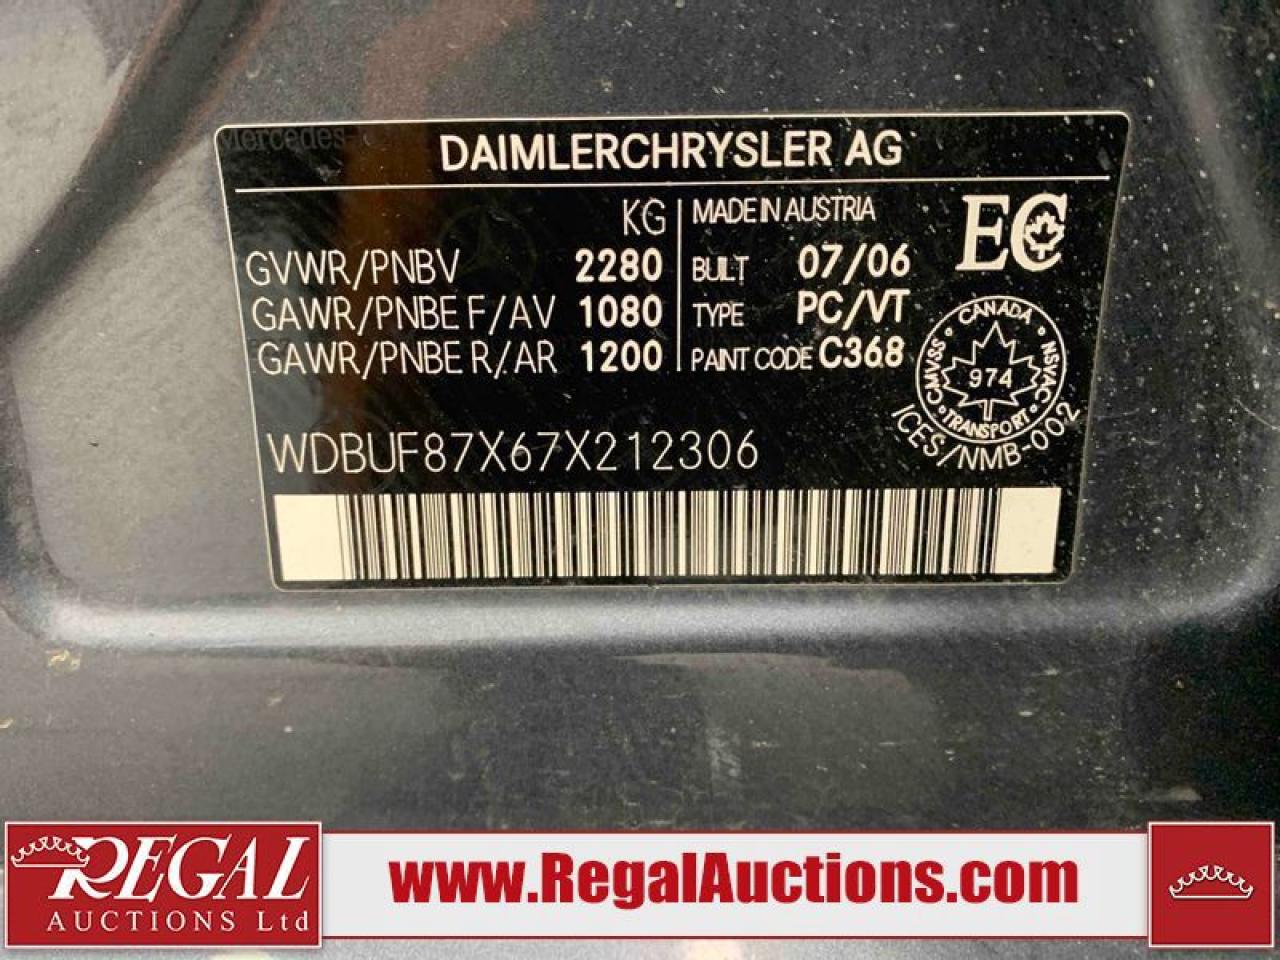 Mercedes-
DAIMLERCHRYSLER AG
KG
GVWR/PNBV 2280
GAWR/PNBE F/AV 1080
GAWR/PNBE R/AR 1200
MADE IN AUSTRIA
BUILT 07/06
TYPE PC/VT
PAINT CODE C368
EC
CANADA
CMVSS 974 NSVAC
TRANSPORT
ICES/NMB-002
WDBUF87X67X212306
REGAL
AUCTIONS Ltd
www.RegalAuctions.com